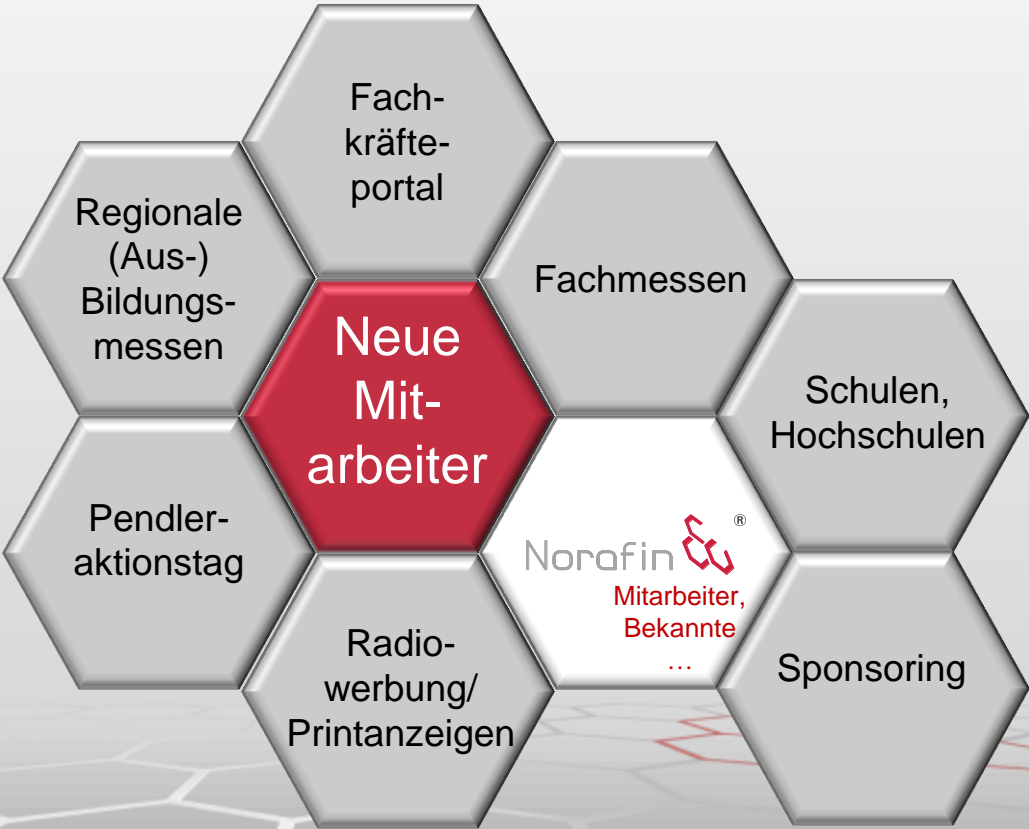 Fach-
kräfte-
portal
Regionale
(Aus-)
Bildungs-
messen
Fachmessen
Neue
Mit-
arbeiter
Schulen,
Hochschulen
Pendler-
aktionstag
Norafin ®
Mitarbeiter,
Bekannte
…
Radio-
werbung/
Printanzeigen
Sponsoring